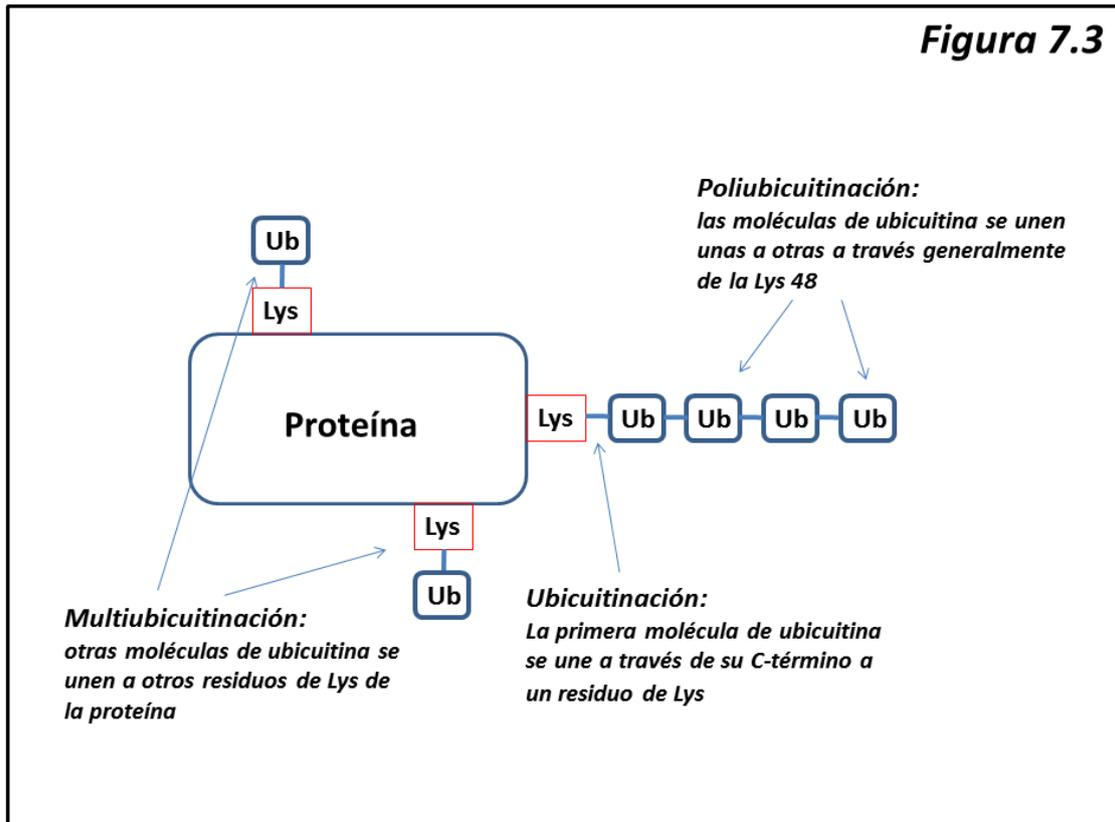 Figura 7.3
Poliubicuitinación:
las moléculas de ubicuitina se unen
unas a otras a través generalmente
de la Lys 48
Ub
Lys
Proteína
Lys
Ub
Ub
Ub
Ub
Lys
Ub
Multiubicuitinación:
otras moléculas de ubicuitina se
unen a otros residuos de Lys de
la proteína
Ubicuitinación:
La primera molécula de ubicuitina
se une a través de su C-término a
un residuo de Lys